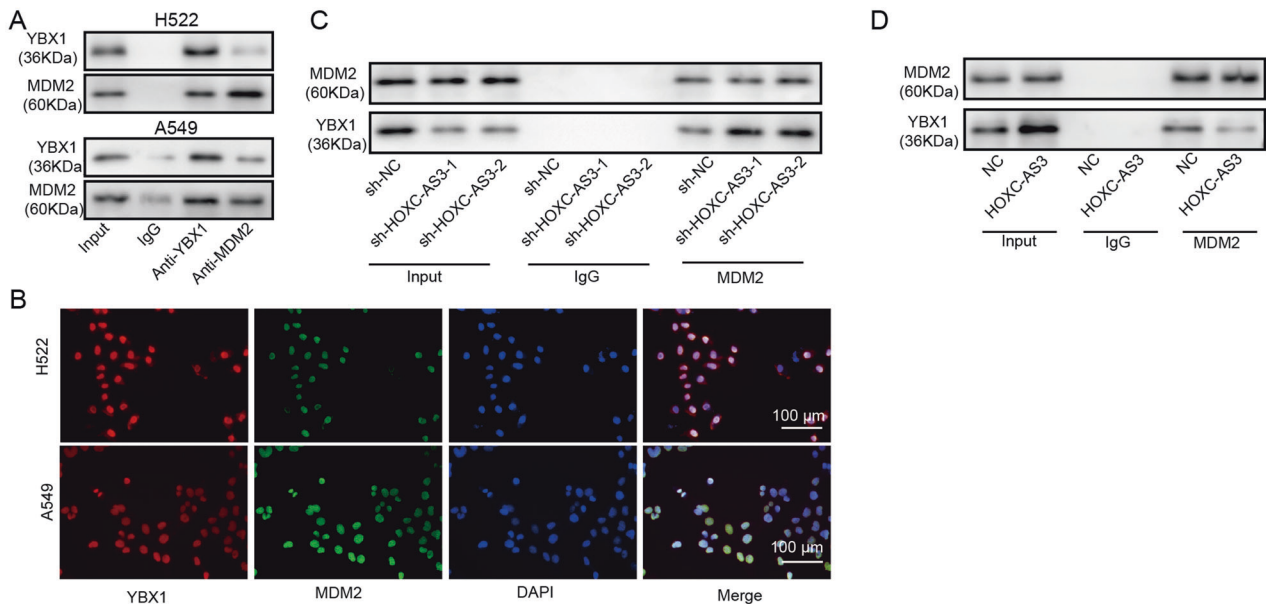 A
H522
YBX1
(36KDa)
MDM2
(60KDa)
A549
YBX1
(36KDa
MDM2
(60KDa)
Input
IgG
Anti-YBX1
Anti-MDM2
C
MDM2
(60KDa)
YBX1
(36KDa)
sh-NC
sh-HOXC-AS3-1
sh-HOXC-AS3-2
sh-NC
sh-HOXC-AS3-1
sh-HOXC-AS3-2
sh-NC
sh-HOXC-AS3-1
sh-HOXC-AS3-2
Input
IgG
MDM2
D
MDM2
(60KDa)
YBX1
(36KDa)
NC
HOXC-AS3
NC
HOXC-AS3
NC
HOXC-AS3
Input
IgG
MDM2
B
H522
100 μm
A549
100 μm
YBX1
MDM2
DAPI
Merge